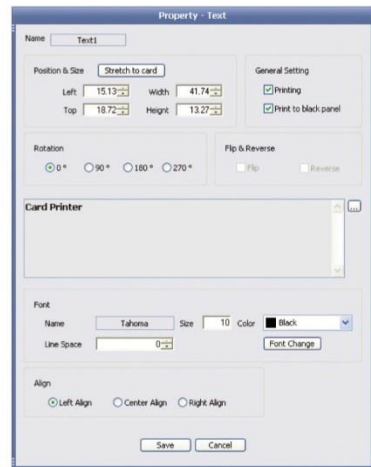 Property - Text
Name Text1
Position & Size Stretch to card
Left 15.13 Width 41.74
Top 18.72 Heignt 13.27
General Setting
Printing
Print to black panel
Rotation
0 ° 90 ° 180 ° 270 °
Flip & Reverse
Flip Reverse
Card Printer
...
Font
Name Tahoma Size 10 Color Black
Line Space 0 Font Change
Align
Left Align Center Align Right Align
Save Cancel